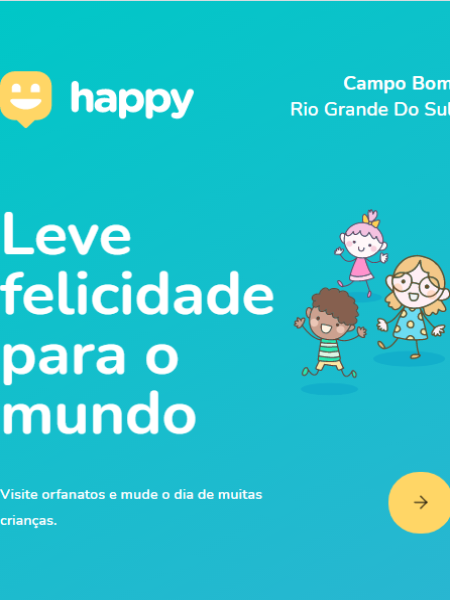 happy
Campo Bom
Rio Grande Do Sul
Leve
felicidade
para o
mundo
Visite orfanatos e mude o dia de muitas
crianças.